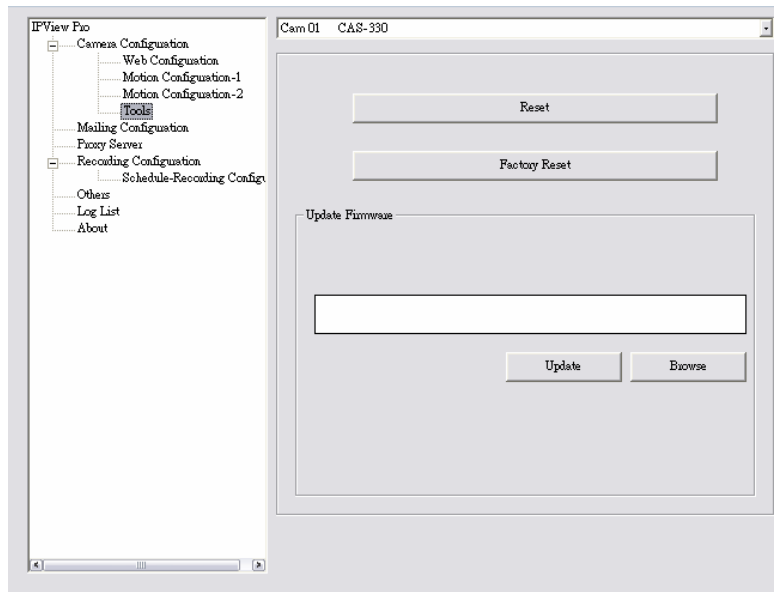 IPView Pro
Camera Configuration
Web Configuration
Motion Configuration-1
Motion Configuration-2
Tools
Mailing Configuration
Proxy Server
Recording Configuration
Schedule-Recording Configu
Others
Log List
About
Cam 01 CAS-330
Reset
Factory Reset
Update Firmware
Update Browse